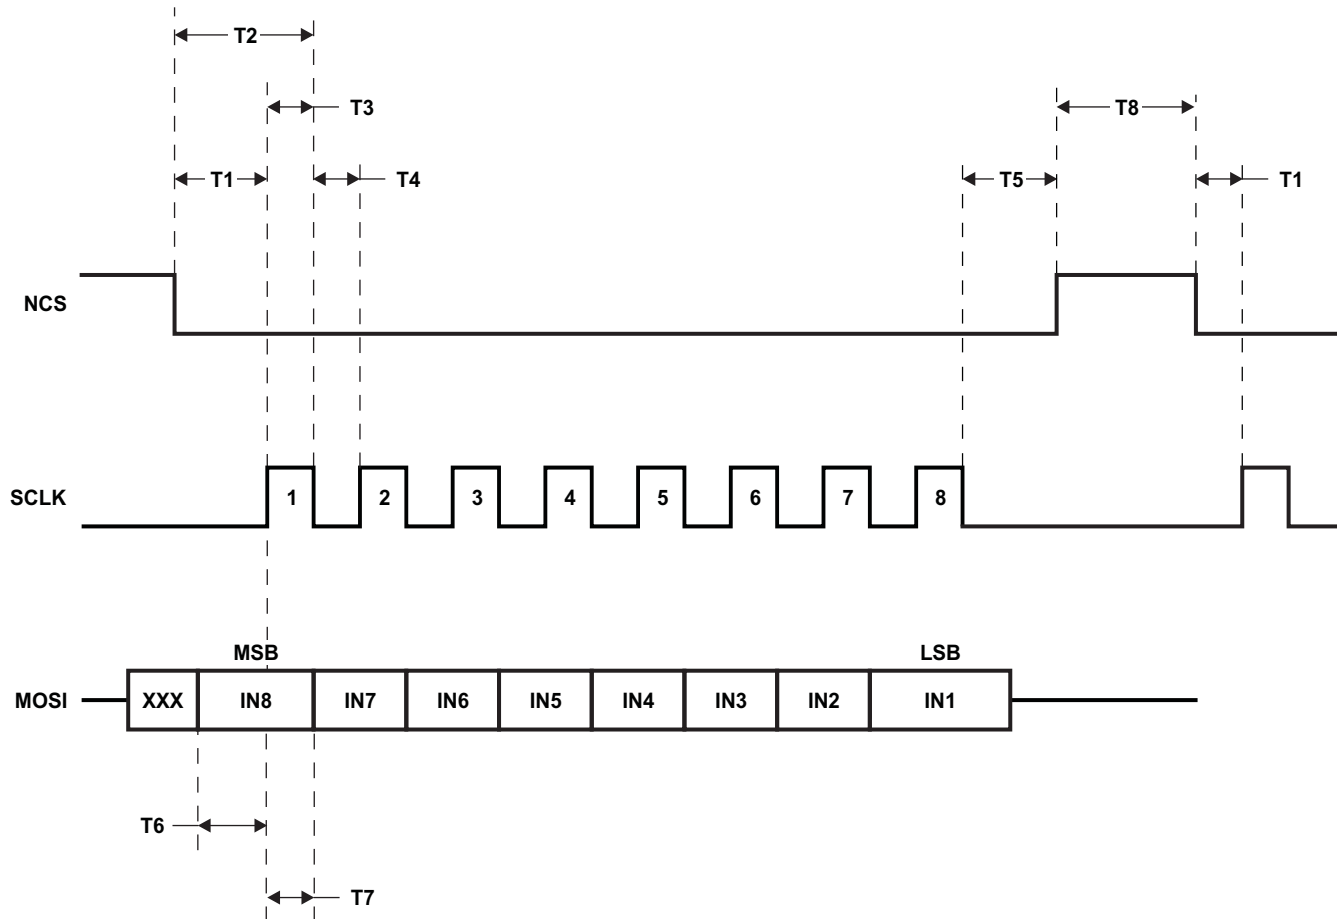 T2
T3
T8
T1
T4
T5
T1
NCS
SCLK
1 2 3 4 5 6 7 8
MSB LSB
MOSI XXX IN8 IN7 IN6 IN5 IN4 IN3 IN2 IN1
T6
T7